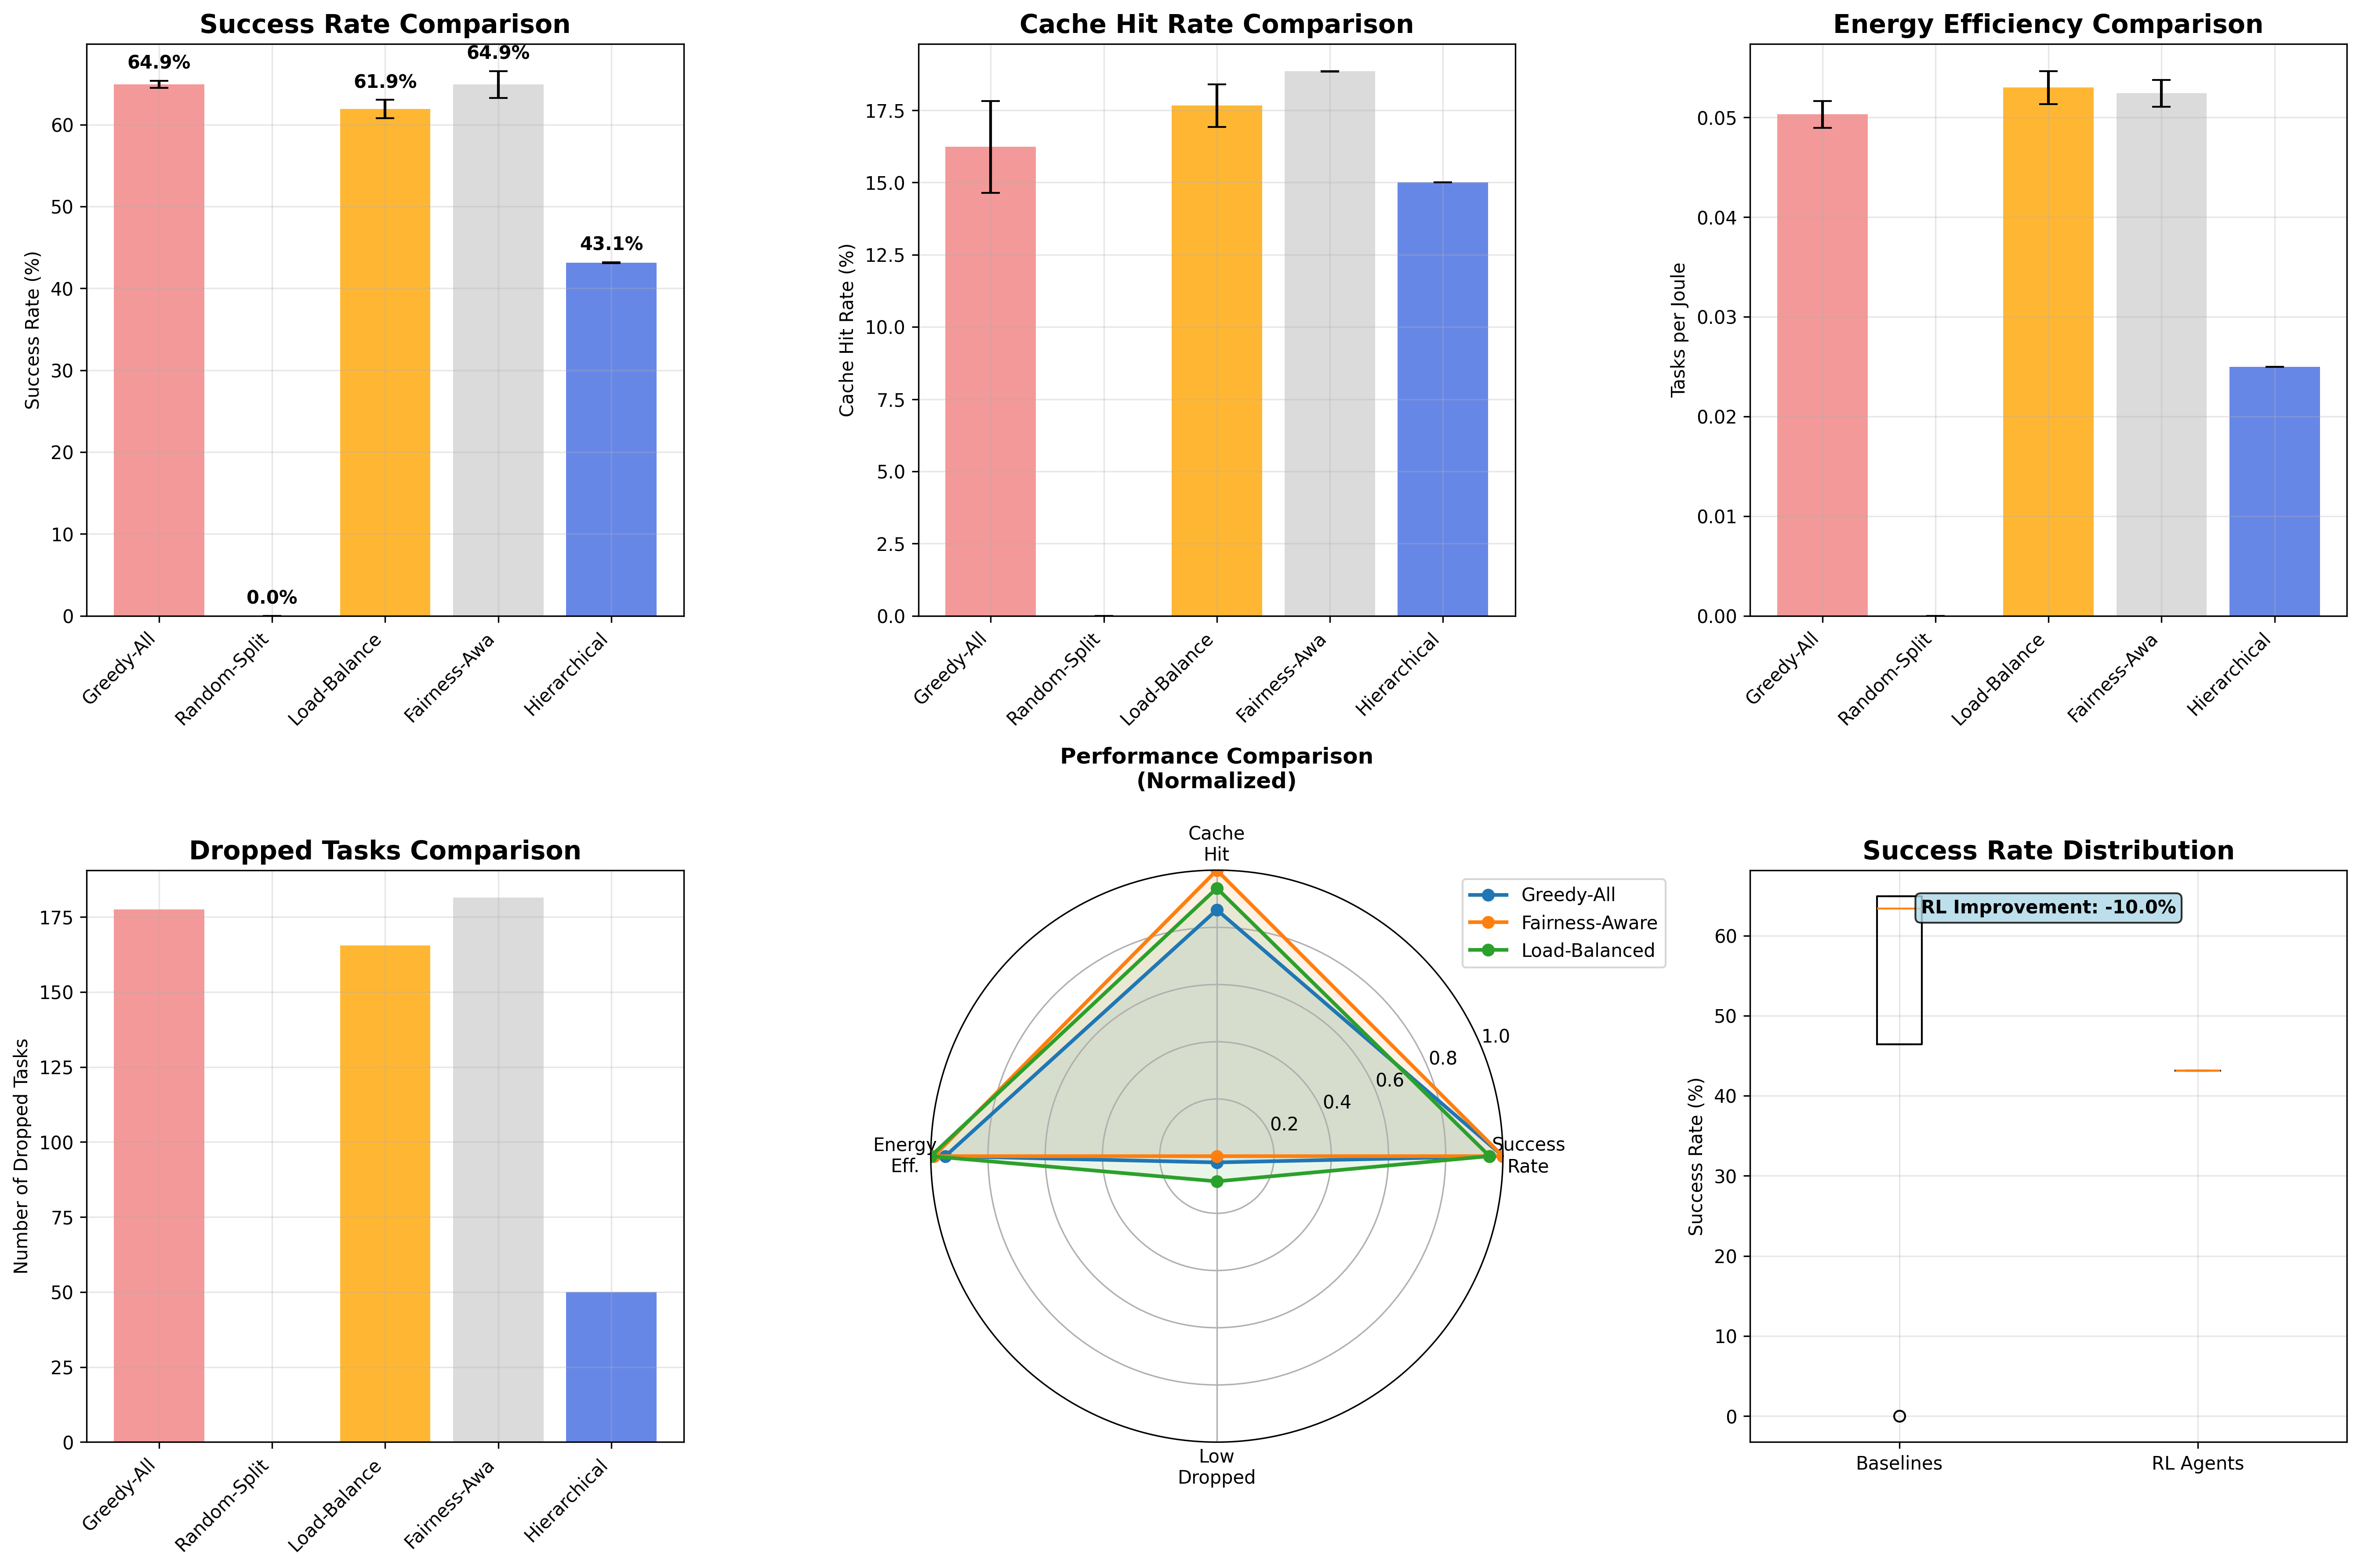 Success Rate Comparison
Success Rate (%)
60
50
40
30
20
10
0
64.9%
0.0%
61.9%
64.9%
43.1%
Greedy-All
Random-Split
Load-Balance
Fairness-Awa
Hierarchical
Cache Hit Rate Comparison
Cache Hit Rate (%)
17.5
15.0
12.5
10.0
7.5
5.0
2.5
0.0
Greedy-All
Random-Split
Load-Balance
Fairness-Awa
Hierarchical
Energy Efficiency Comparison
Tasks per Joule
0.05
0.04
0.03
0.02
0.01
0.00
Greedy-All
Random-Split
Load-Balance
Fairness-Awa
Hierarchical
Dropped Tasks Comparison
Number of Dropped Tasks
175
150
125
100
75
50
25
0
Greedy-All
Random-Split
Load-Balance
Fairness-Awa
Hierarchical
Performance Comparison
(Normalized)
Cache
Hit
Greedy-All
Fairness-Aware
Load-Balanced
1.0
0.8
0.6
0.4
0.2
Energy
Eff.
Success
Rate
Low
Dropped
Success Rate Distribution
Success Rate (%)
RL Improvement: -10.0%
60
50
40
30
20
10
0
Baselines
RL Agents